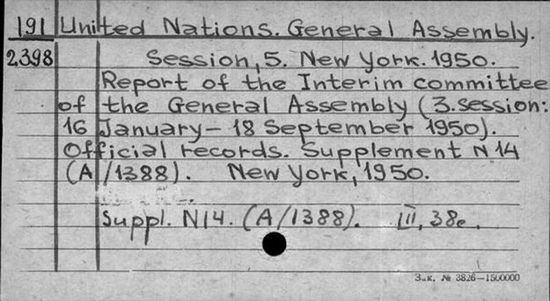 191 United Nations. General Assembly.
2398 Session, 5. New York. 1950.
Report of the Interim committee
of the General Assembly (3. session:
16 January – 18 September 1950).
Official records. Supplement N 14
(A/1388). New York, 1950.
Suppl. N 14. (A/1388). III, 38e.
Зак. № 3826—1500000